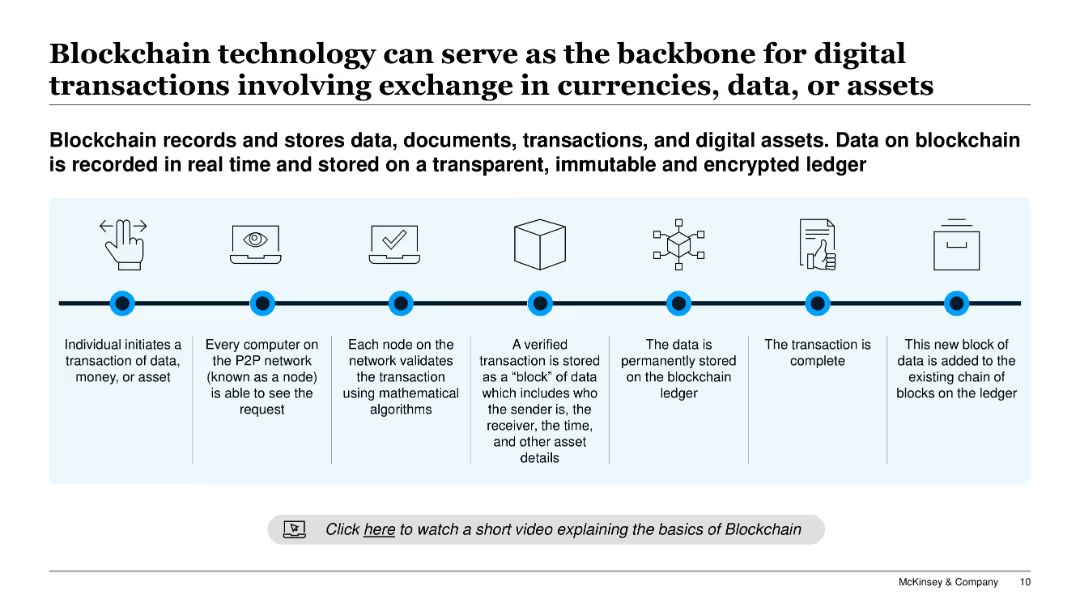 Blockchain technology can serve as the backbone for digital
transactions involving exchange in currencies, data, or assets
Blockchain records and stores data, documents, transactions, and digital assets. Data on blockchain
is recorded in real time and stored on a transparent, immutable and encrypted ledger
Individual initiates a
transaction of data,
money, or asset
Every computer on
the P2P network
(known as a node)
is able to see the
request
Each node on the
network validates
the transaction
using mathematical
algorithms
A verified
transaction is stored
as a “block” of data
which includes who
the sender is, the
receiver, the time,
and other asset
details
The data is
permanently stored
on the blockchain
ledger
The transaction is
complete
This new block of
data is added to the
existing chain of
blocks on the ledger
Click here to watch a short video explaining the basics of Blockchain
McKinsey & Company 10